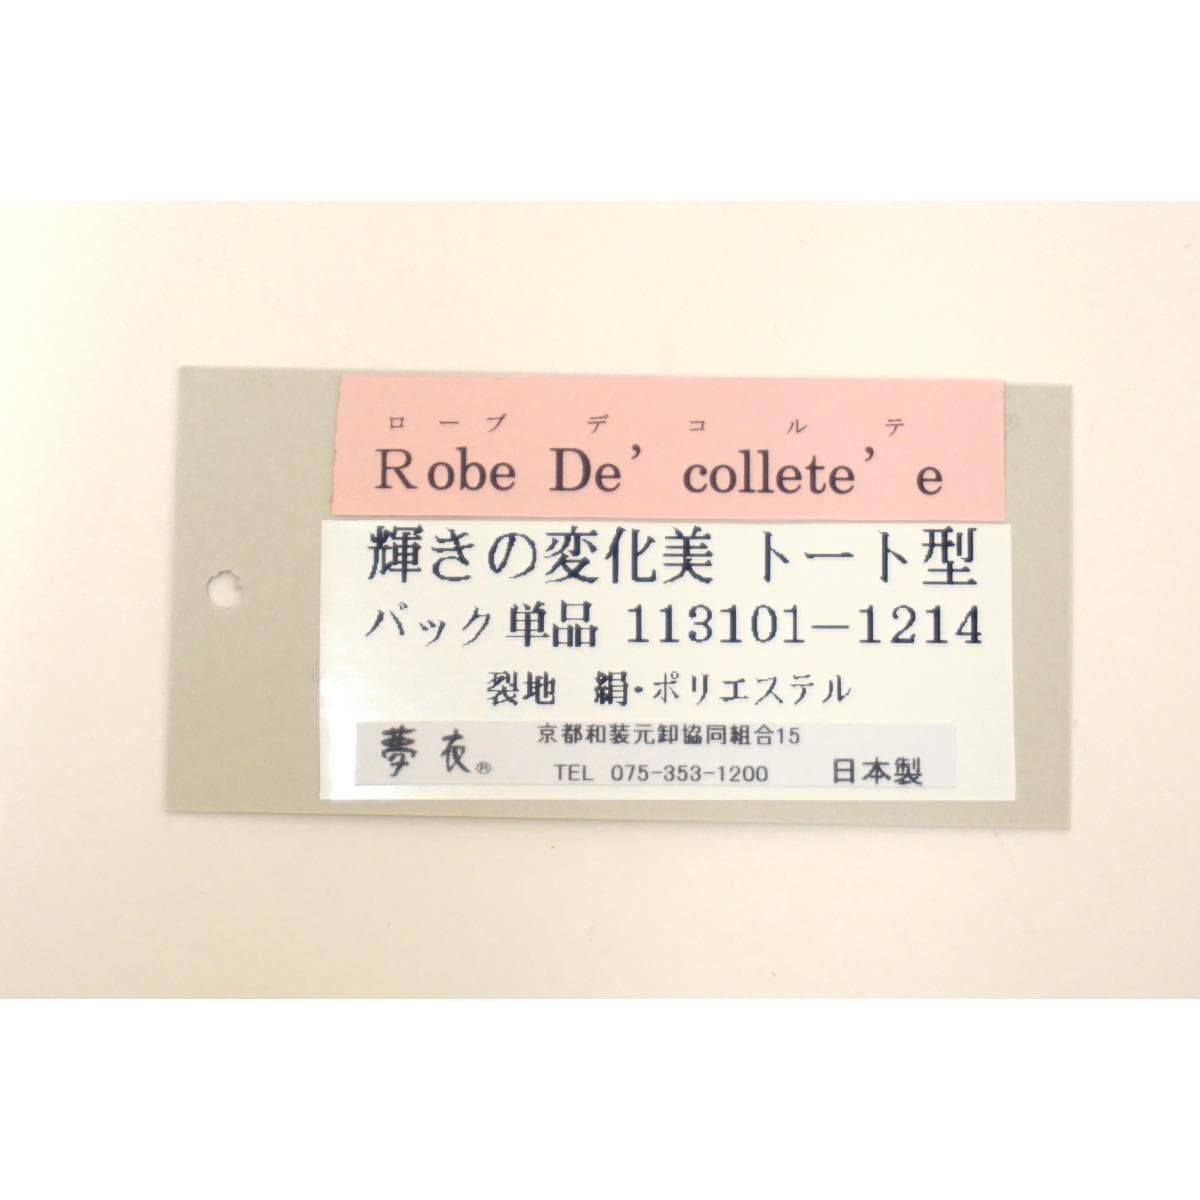 ローブ デコルテ
Robe De’ collete’ e
輝きの変化美 トート型
バック単品 113101-1214
裂地 絹・ポリエステル
夢衣® 京都和装元卸協同組合15
TEL 075-353-1200 日本製